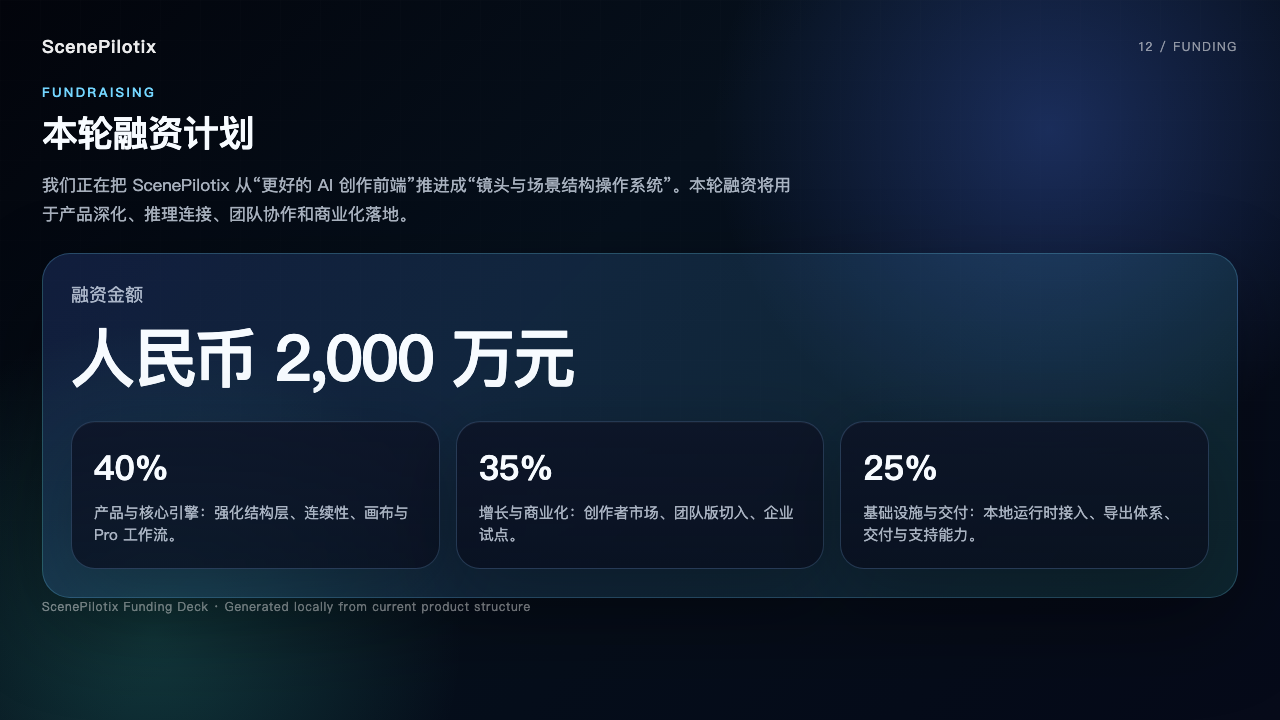 ScenePilotix
12 / FUNDING
FUNDRAISING
本轮融资计划
我们正在把 ScenePilotix 从“更好的 AI 创作前端”推进成“镜头与场景结构操作系统”。本轮融资将用
于产品深化、推理连接、团队协作和商业化落地。
融资金额
人民币 2,000 万元
40%
产品与核心引擎：强化结构层、连续性、画布与
Pro 工作流。
35%
增长与商业化：创作者市场、团队版切入、企业
试点。
25%
基础设施与交付：本地运行时接入、导出体系、
交付与支持能力。
ScenePilotix Funding Deck · Generated locally from current product structure